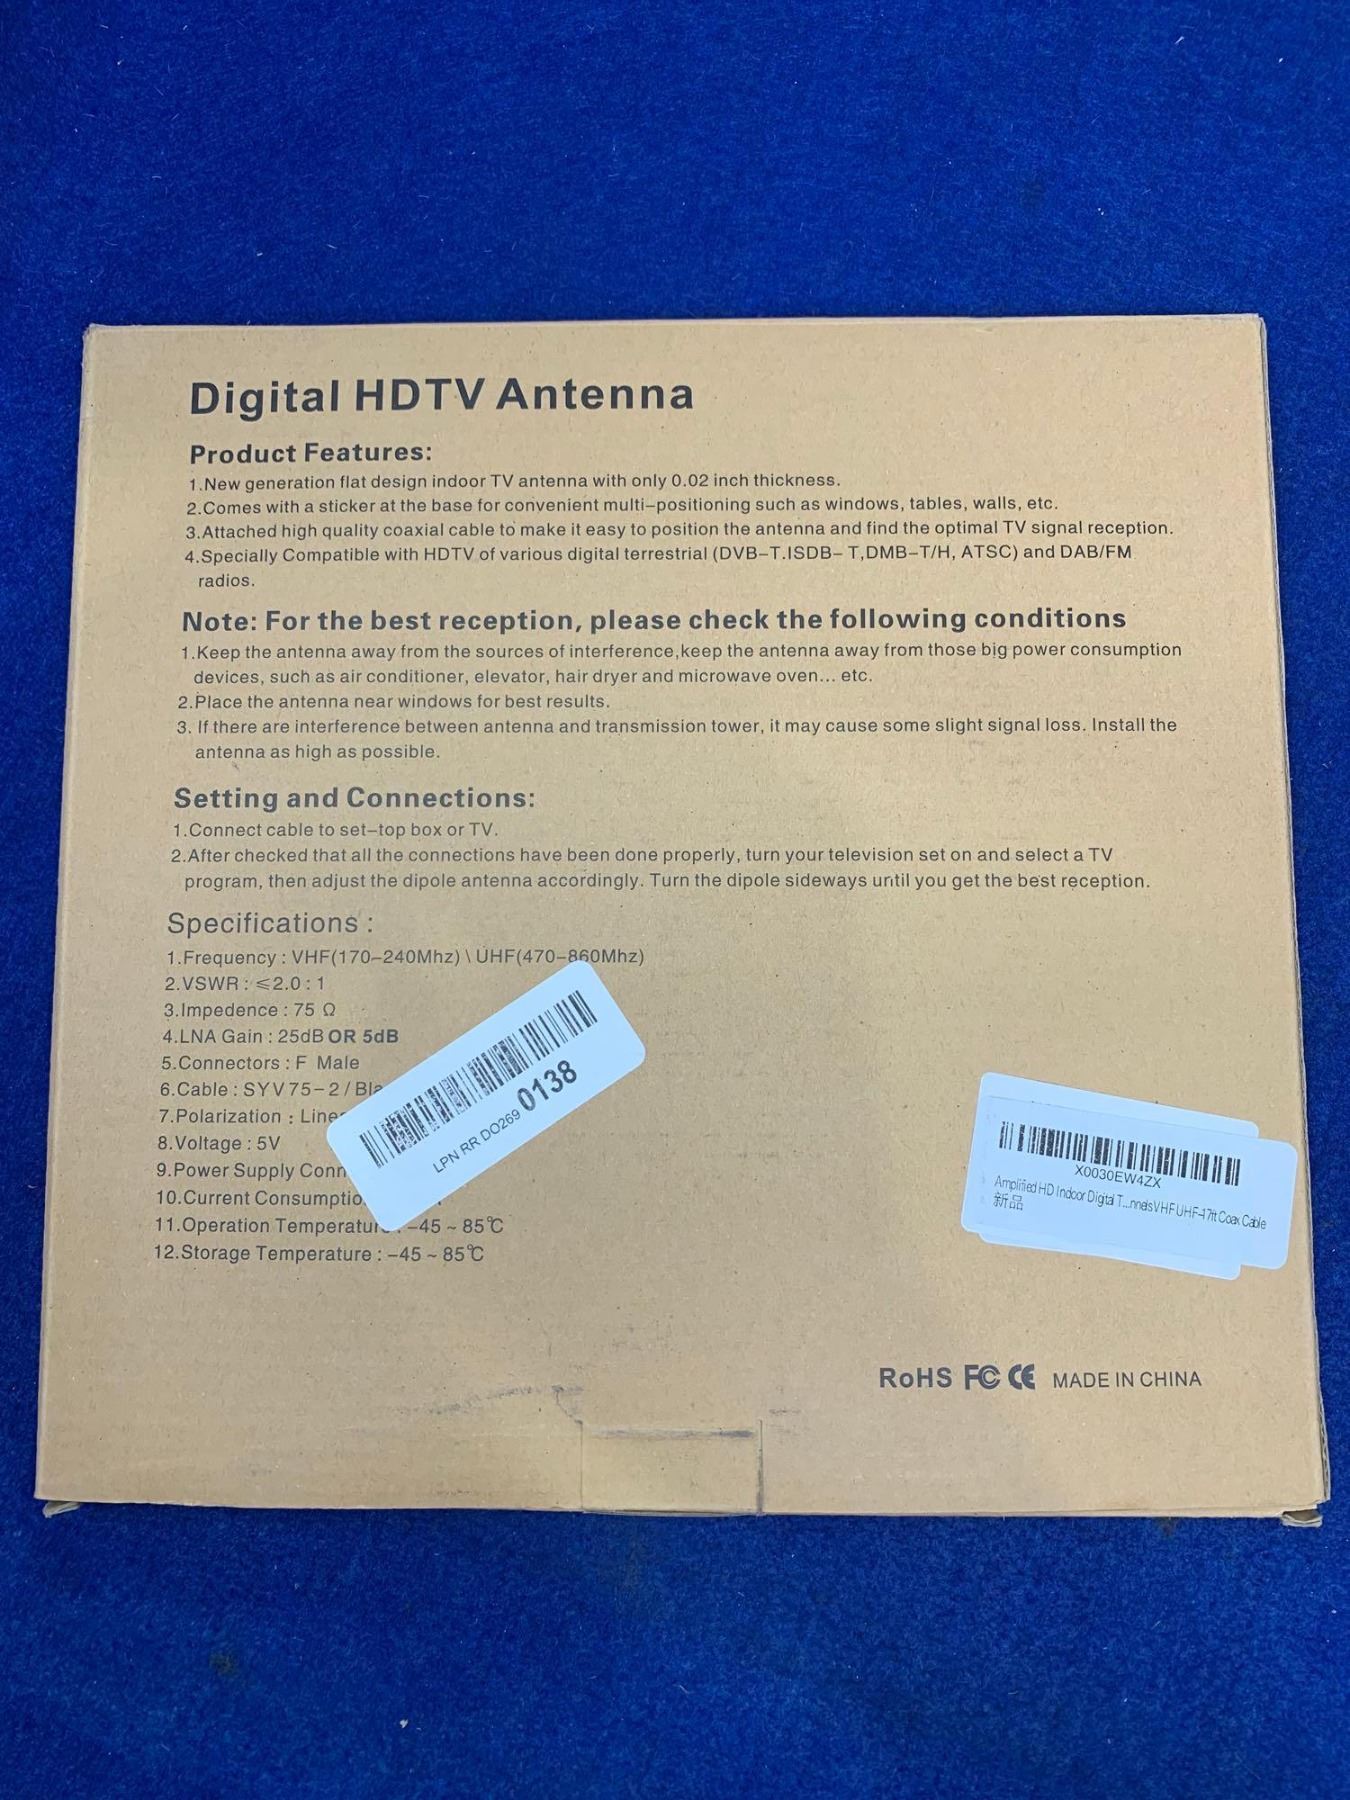 Digital HDTV Antenna
Product Features:
1.New generation flat design indoor TV antenna with only 0.02 inch thickness.
2.Comes with a sticker at the base for convenient multi-positioning such as windows, tables, walls, etc.
3.Attached high quality coaxial cable to make it easy to position the antenna and find the optimal TV signal reception.
4.Specially Compatible with HDTV of various digital terrestrial (DVB-T.ISDB- T,DMB-T/H, ATSC) and DAB/FM
radios.
Note: For the best reception, please check the following conditions
1.Keep the antenna away from the sources of interference,keep the antenna away from those big power consumption
devices, such as air conditioner, elevator, hair dryer and microwave oven... etc.
2.Place the antenna near windows for best results.
3. If there are interference between antenna and transmission tower, it may cause some slight signal loss. Install the
antenna as high as possible.
Setting and Connections:
1.Connect cable to set-top box or TV.
2.After checked that all the connections have been done properly, turn your television set on and select a TV
program, then adjust the dipole antenna accordingly. Turn the dipole sideways until you get the best reception.
Specifications :
1.Frequency : VHF(170-240Mhz) \ UHF(470-860Mhz)
2.VSWR : ≤2.0 : 1
3.Impedence : 75 Ω
4.LNA Gain : 25dB OR 5dB
5.Connectors : F Male
6.Cable : SYV 75-2 /
7.Polarization :
8.Voltage : 5V
9.Power Supply
10.Current
11.Operation -45 ~ 85℃
12.Storage Temperature : -45 ~ 85℃
LPN RR DO269 0138
X0030EW4ZX
Amplified HD Indoor Digital T...nnels VHF UHF-17ft Coax Cable
新品
RoHS FC CE MADE IN CHINA